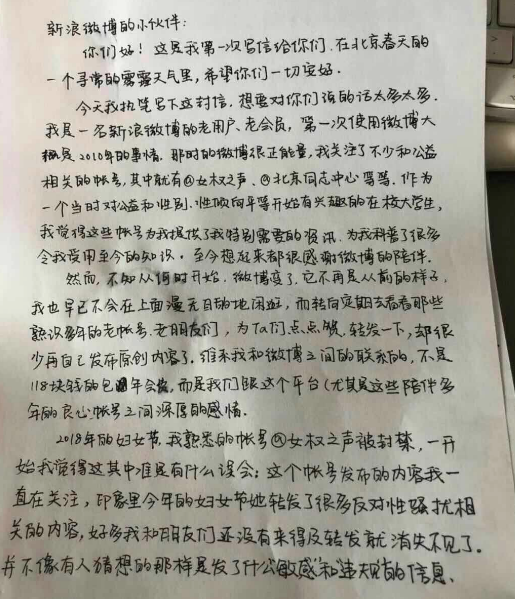 新浪微博的小伙伴：
你们好！这是我第一次写信给你们，在北京春天的
一个寻常的雾霾天气里，希望你们一切安好。
今天我执笔写下这封信，想要对你们说的话太多太多。
我是一名新浪微博的老用户、老会员，第一次使用微博大
概是2010年的事情。那时的微博很正能量，我关注了不少和公益
相关的帐号，其中就有@女权之声、@北京同志中心等等。作为
一个当时对公益和性别、性倾向平等开始有兴趣的在校大学生，
我觉得这些帐号为我提供了我特别需要的资讯，为我科普了很多
令我受用至今的知识。至今想起来都很感谢微博的陪伴。
然而，不知从何时开始，微博变了，它不再是从前的样子，
我也早已不会在上面漫无目的地闲逛，而转向定期去看看那些
熟识多年的老帐号、老朋友们，为Ta们点点赞、转发一下，却很
少再自己发布原创内容了。维系我和微博之间的联系的，不是
118块钱的包年会员，而是我们跟这个平台（尤其是这些陪伴多
年的良心帐号之间深厚的感情。
2018年的妇女节，我熟悉的帐号@女权之声被封禁，一开
始我觉得这其中准是有什么误会：这个帐号发布的内容我一
直在关注，印象里今年的妇女节她转发了很多反对性骚扰相
关的内容，好多我和朋友们还没有来得及转发就消失不见了。
并不像有人猜想的那样是发了什么“敏感”和“违规”的信息、